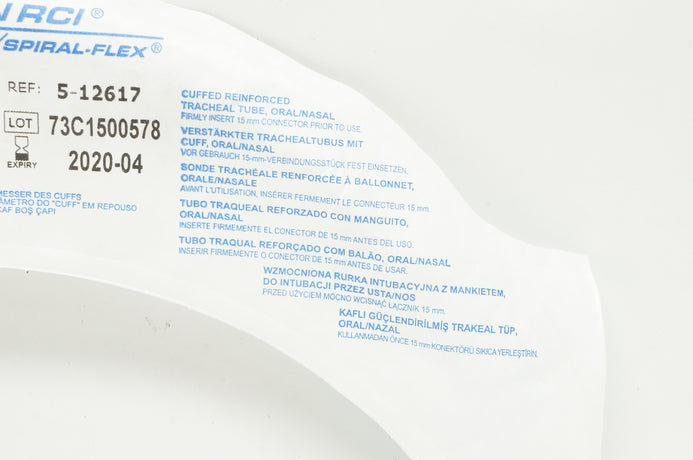 RCI®
SPIRAL-FLEX®
REF: 5-12617
LOT 73C1500578
EXPIRY 2020-04
MESSER DES CUFFS
ÁMETRO DO "CUFF" EM REPOUSO
KAF BOŞ ÇAPI
CUFFED REINFORCED
TRACHEAL TUBE, ORAL/NASAL
FIRMLY INSERT 15 mm CONNECTOR PRIOR TO USE.
VERSTÄRKTER TRACHEALTUBUS MIT
CUFF, ORAL/NASAL
VOR GEBRAUCH 15-mm-VERBINDUNGSSTÜCK FEST EINSETZEN.
SONDE TRACHÉALE RENFORCÉE À BALLONNET,
ORALE/NASALE
AVANT L'UTILISATION, INSÉRER FERMEMENT LE CONNECTEUR 15 mm.
TUBO TRAQUEAL REFORZADO CON MANGUITO,
ORAL/NASAL
INSERTE FIRMEMENTE EL CONECTOR DE 15 mm ANTES DEL USO.
TUBO TRAQUAL REFORÇADO COM BALÃO, ORAL/NASAL
INSERIR FIRMEMENTE O CONECTOR DE 15 mm ANTES DE USAR.
WZMOCNIONA RURKA INTUBACYJNA Z MANKIETEM,
DO INTUBACJI PRZEZ USTA/NOS
PRZED UŻYCIEM MOCNO WCISNĄĆ ŁĄCZNIK 15 mm.
KAFLI GÜÇLENDİRİLMİŞ TRAKEAL TÜP,
ORAL/NAZAL
KULLANMADAN ÖNCE 15 mm KONEKTÖRÜ SIKICA YERLEŞTİRİN.